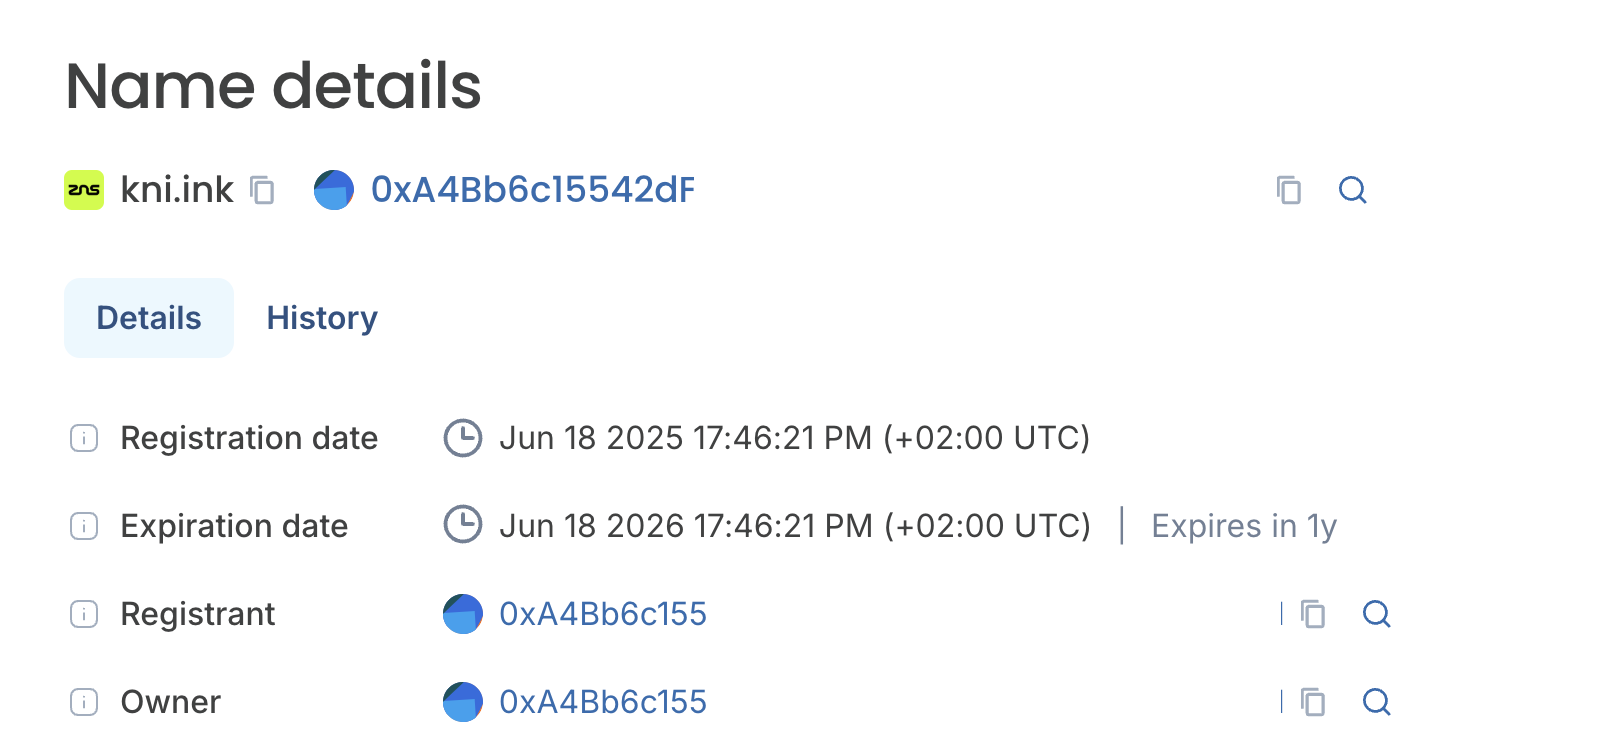 Name details
zns kni.ink 0xA4Bb6c15542dF
Details History
Registration date Jun 18 2025 17:46:21 PM (+02:00 UTC)
Expiration date Jun 18 2026 17:46:21 PM (+02:00 UTC) | Expires in 1y
Registrant 0xA4Bb6c155
Owner 0xA4Bb6c155